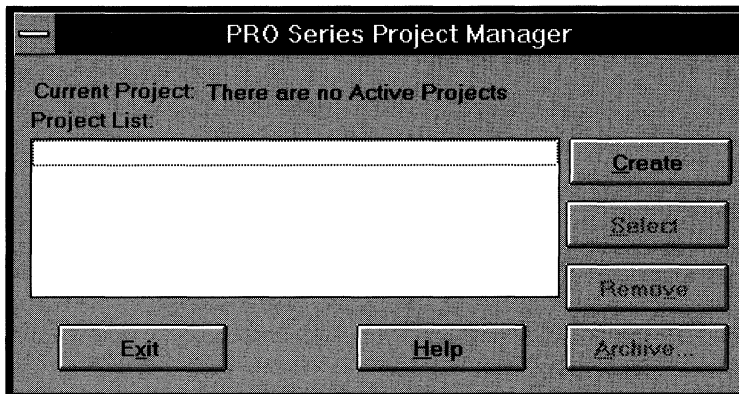 PRO Series Project Manager
Current Project: There are no Active Projects
Project List:
Create
Select
Remove
Exit
Help
Archive...